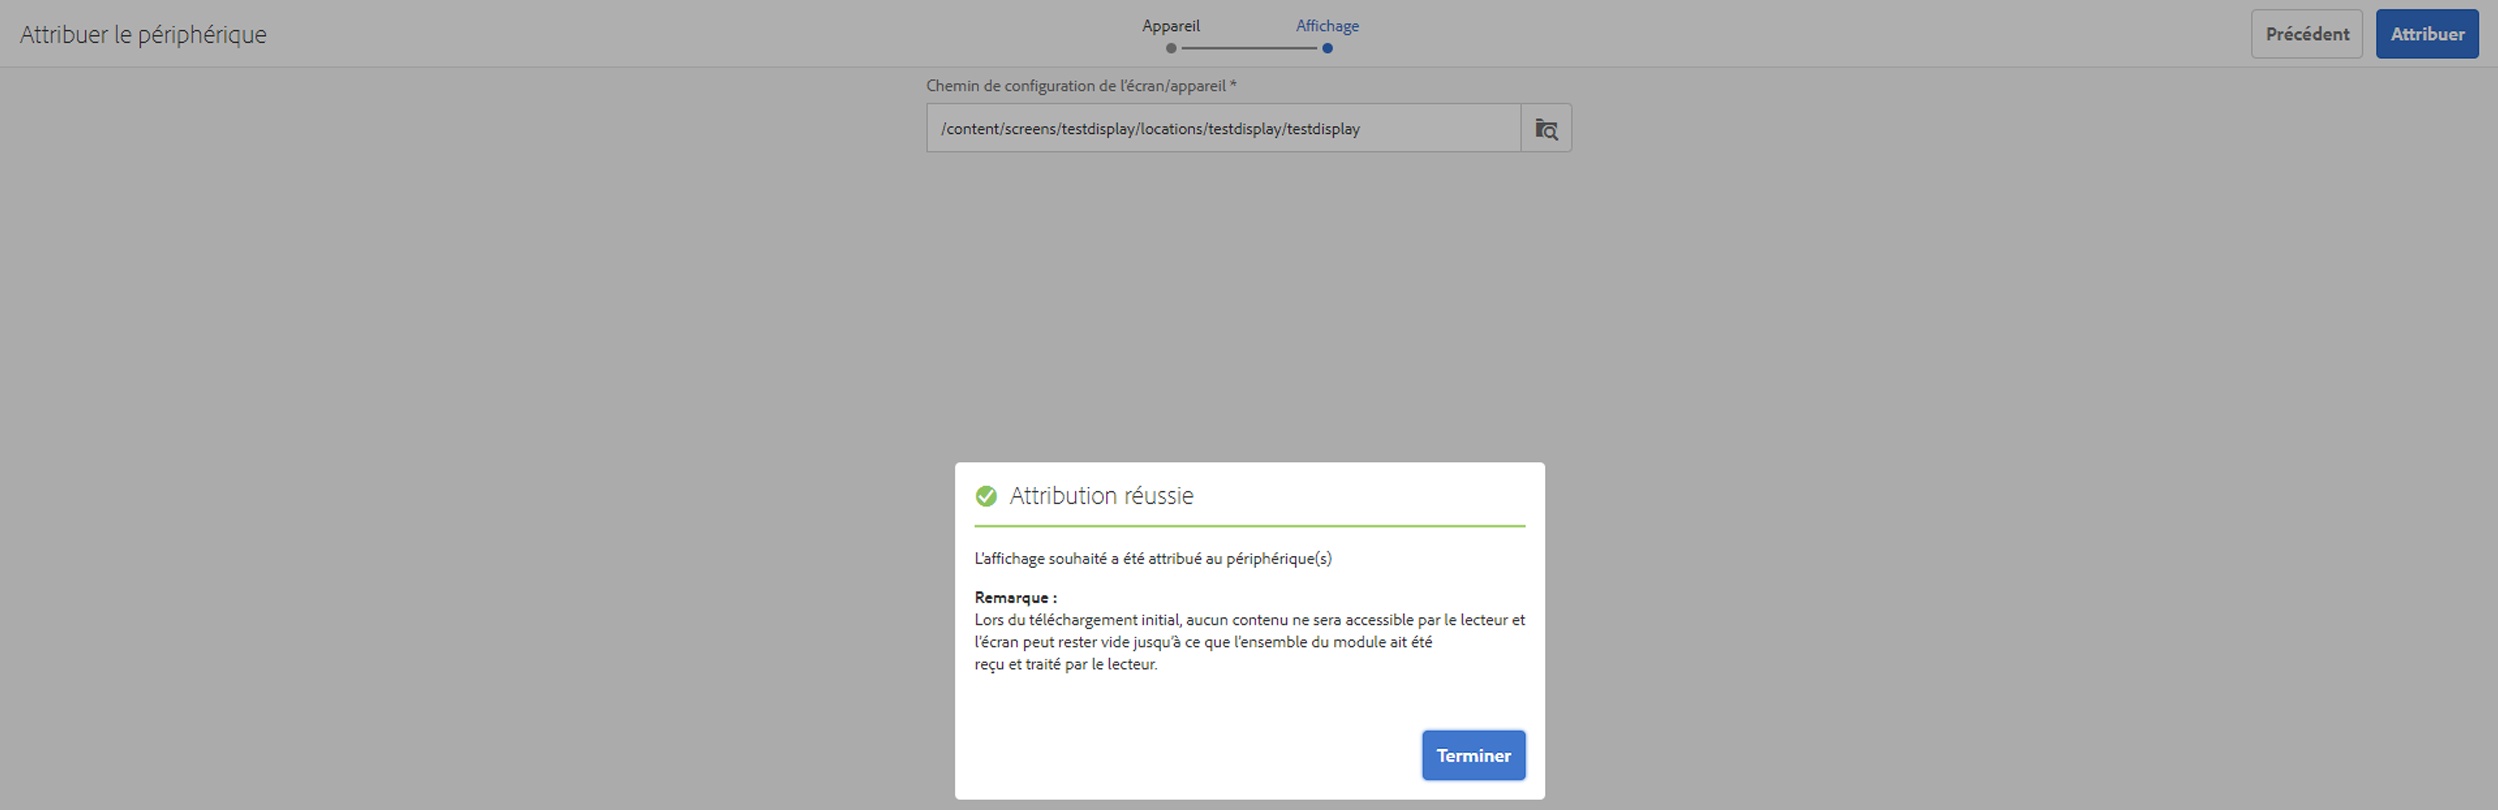 Attribuer le périphérique
Appareil
Affichage
Précédent
Attribuer
Chemin de configuration de l'écran/appareil *
/content/screens/testdisplay/locations/testdisplay/testdisplay
Attribution réussie
L'affichage souhaité a été attribué au périphérique(s)
Remarque :
Lors du téléchargement initial, aucun contenu ne sera accessible par le lecteur et
l'écran peut rester vide jusqu'à ce que l'ensemble du module ait été
reçu et traité par le lecteur.
Terminer